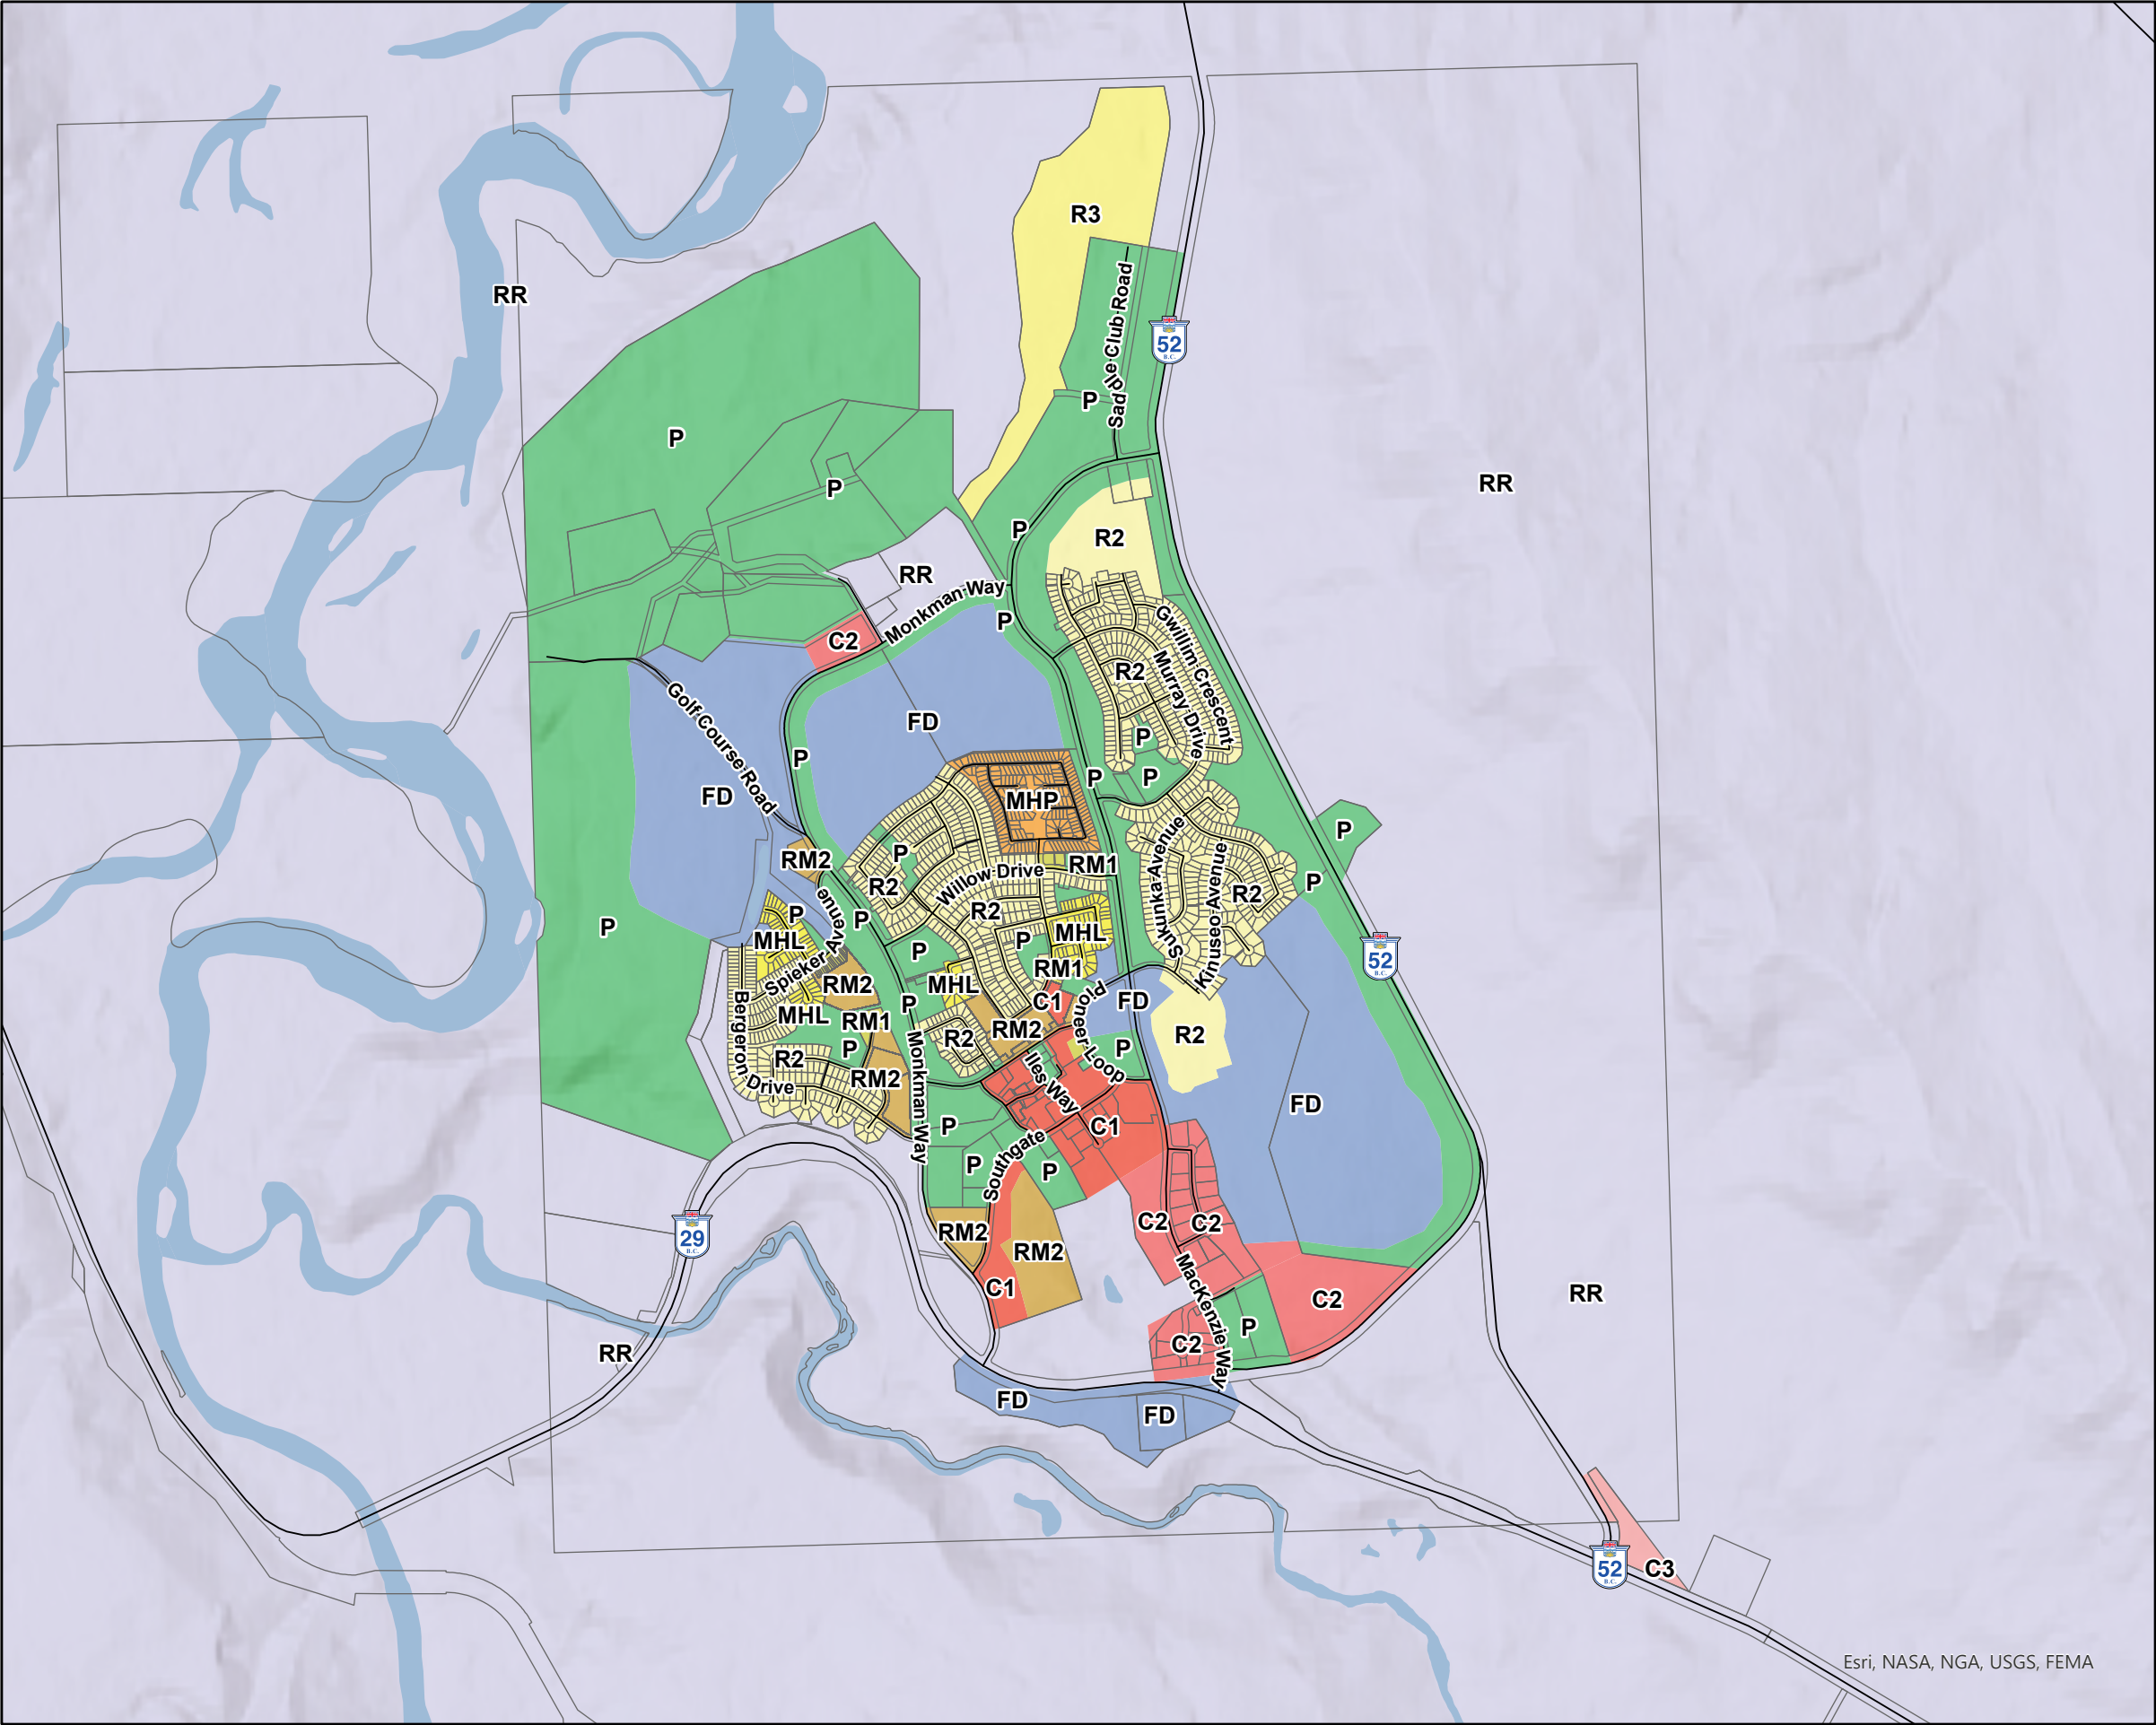 R3
RR
Saddle Club Road
52
B.C.
P
P
RR
P
P
R2
RR
Monkman Way
P
C2
Gwillim Crescent
R2
Murray Drive
Golf Course Road
FD
P
P
P
P
FD
MHP
P
Sukunka Avenue
Kinuseo Avenue
P
RM2
RM1
Willow Drive
R2
R2
P
R2
P
P
P
MHL
P
MHL
Spieker Avenue
P
52
B.C.
RM1
RM2
MHL
P
C1
FD
Pioneer Loop
MHL
RM1
RM2
R2
R2
Bergeron Drive
R2
P
P
RM2
Monkman Way
Iles Way
FD
P
C1
Southgate
P
P
C2
C2
29
B.C.
RM2
RM2
C1
MacKenzie Way
C2
RR
P
C2
RR
FD
FD
52
B.C.
C3
Esri, NASA, NGA, USGS, FEMA